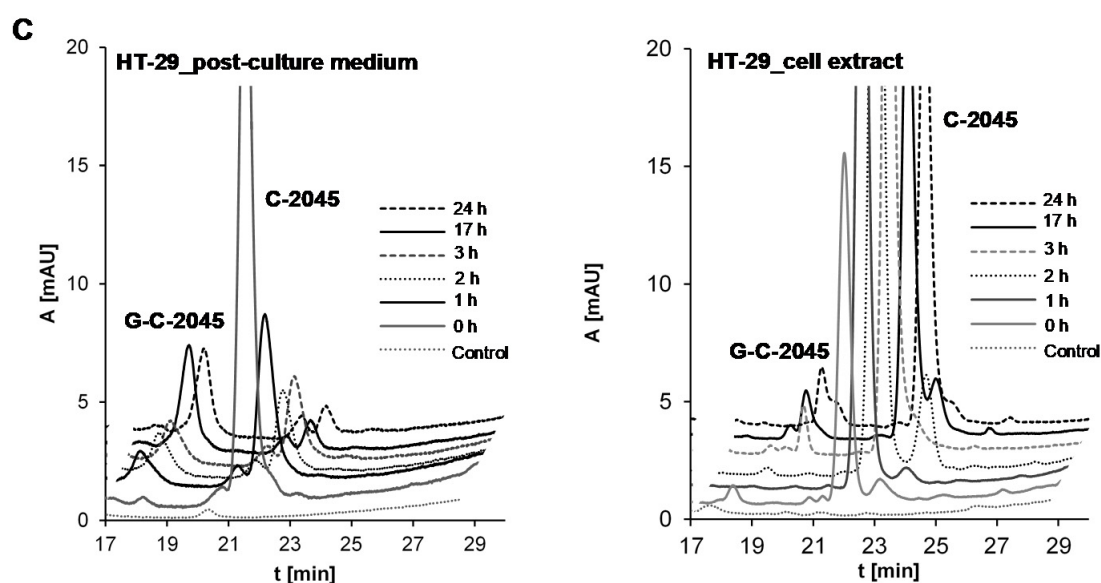 C
HT-29_post-culture medium
20
15
10
5
0
A [mAU]
C-2045
G-C-2045
24 h
17 h
3 h
2 h
1 h
0 h
Control
17 19 21 23 25 27 29
t [min]
HT-29_cell extract
20
15
10
5
0
A [mAU]
C-2045
G-C-2045
24 h
17 h
3 h
2 h
1 h
0 h
Control
17 19 21 23 25 27 29
t [min]